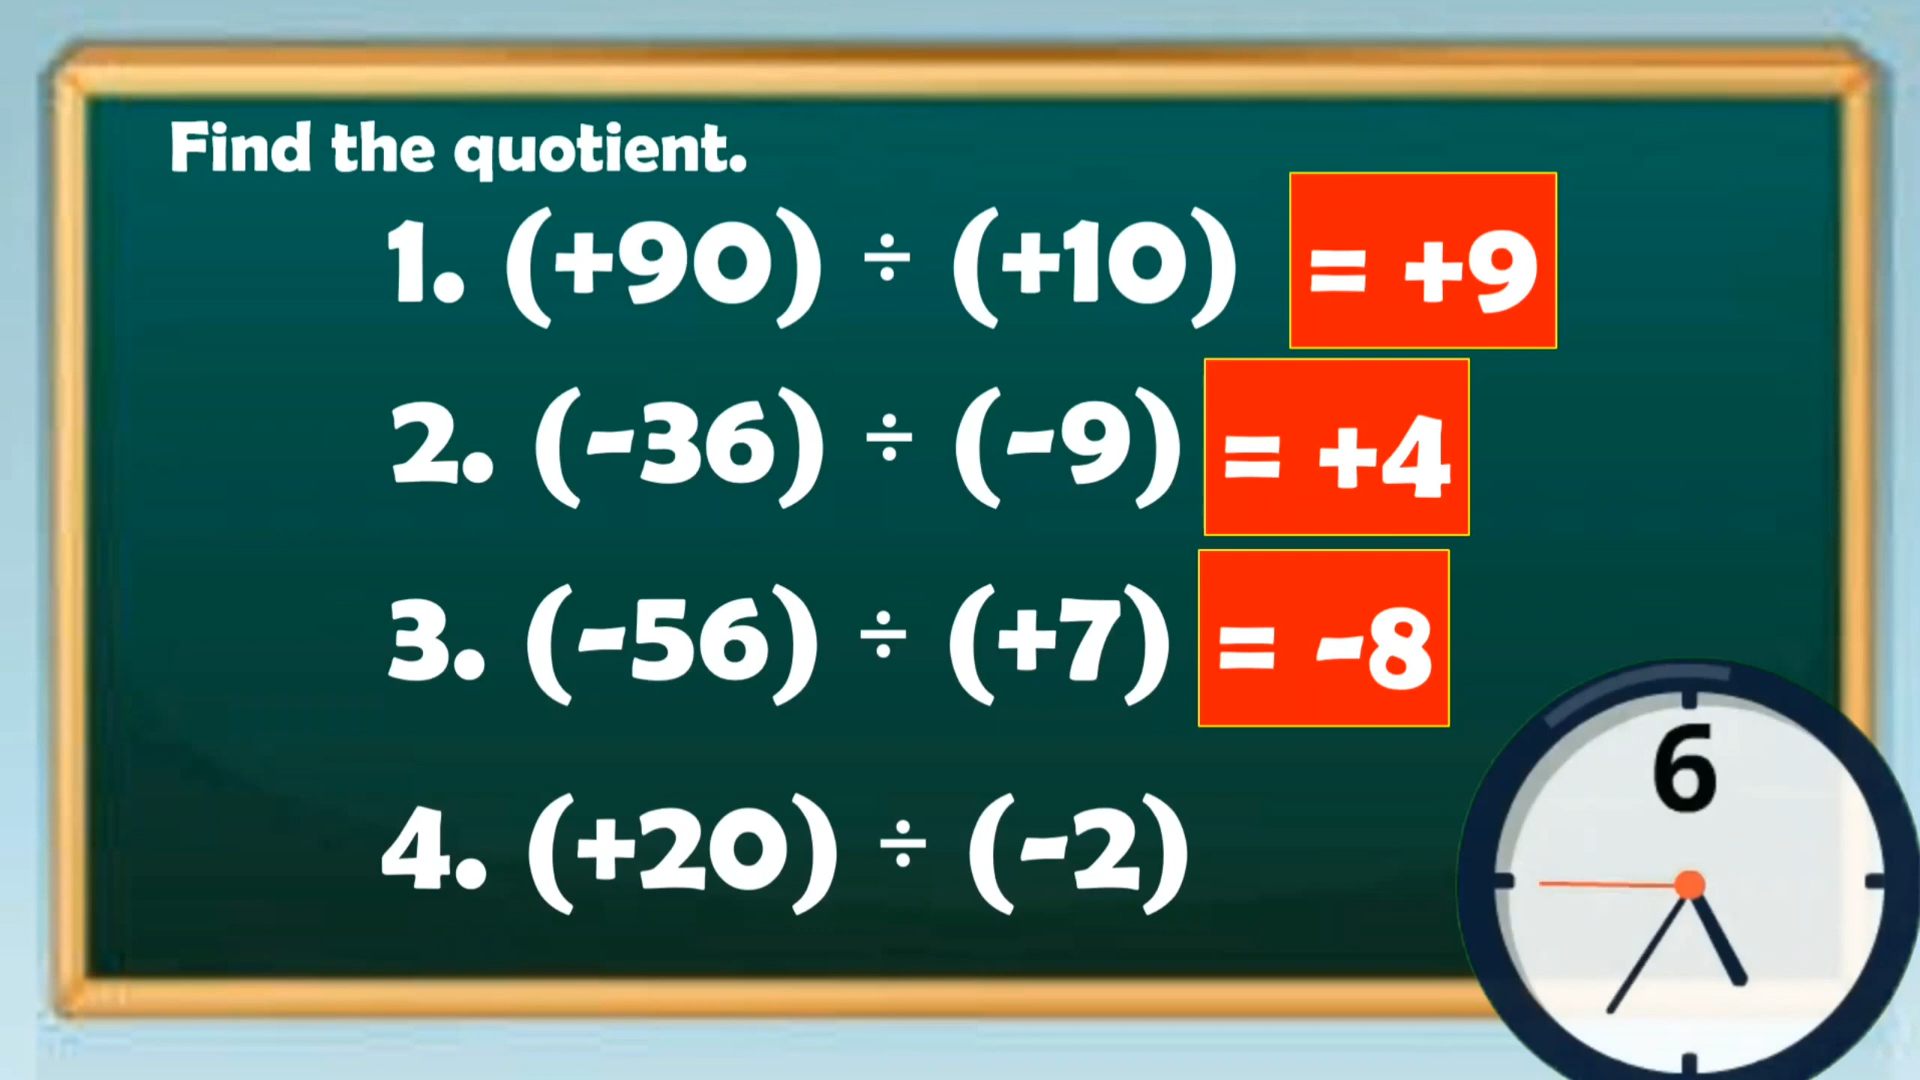 Find the quotient.
1. (+90) ÷ (+10) = +9
2. (-36) ÷ (-9) = +4
3. (-56) ÷ (+7) = -8
4. (+20) ÷ (-2)
6